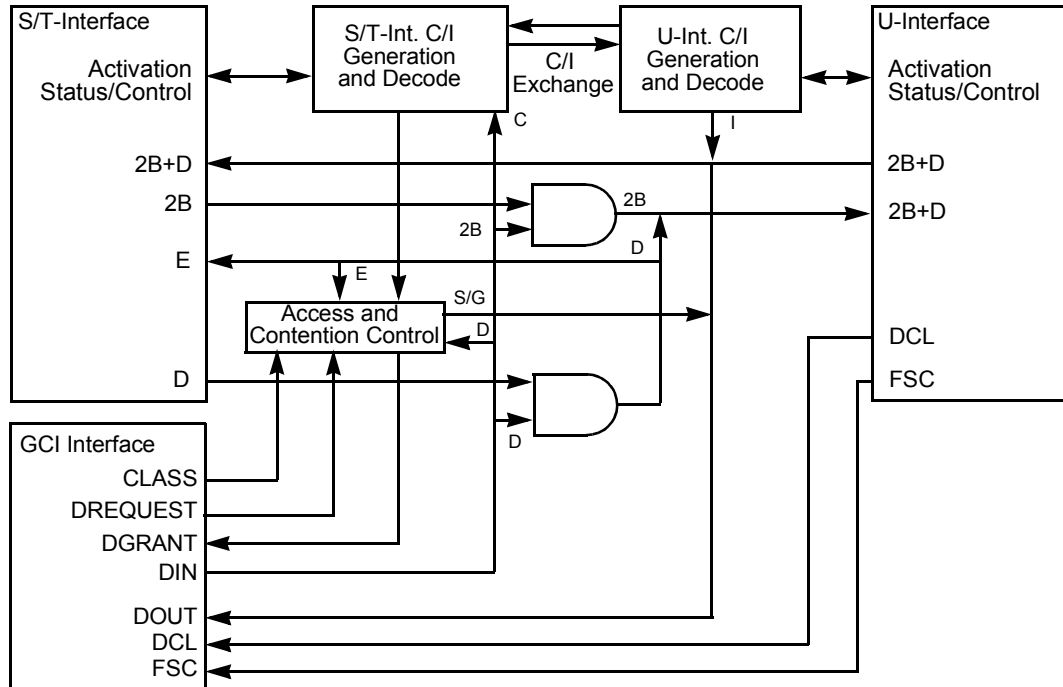 S/T-Interface
S/T-Int. C/I
Generation
and Decode
U-Int. C/I
Generation
and Decode
U-Interface
C/I
Exchange
Activation
Status/Control
Activation
Status/Control
C
I
2B+D
2B+D
2B
2B
2B+D
2B
D
E
E
S/G
Access and
Contention Control
D
DCL
D
FSC
D
GCI Interface
CLASS
DREQUEST
DGRANT
DIN
DOUT
DCL
FSC